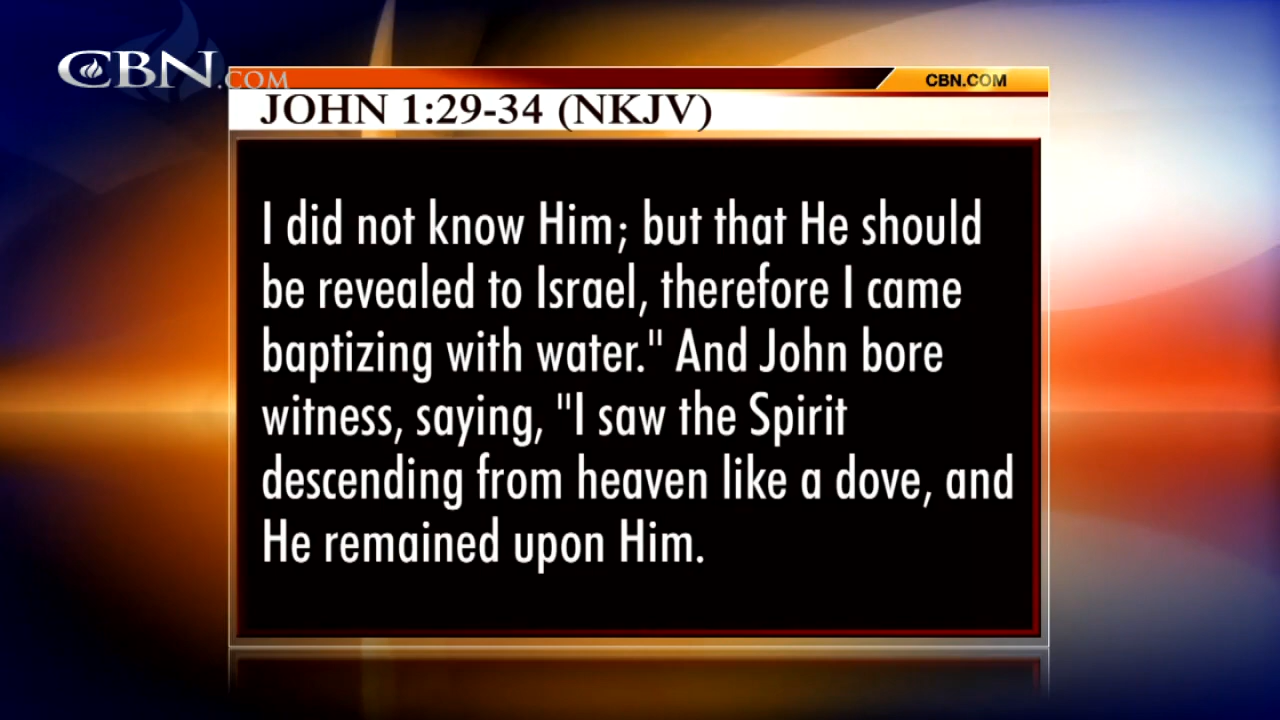 CBN.COM
CBN.COM
JOHN 1:29-34 (NKJV)
I did not know Him; but that He should
be revealed to Israel, therefore I came
baptizing with water." And John bore
witness, saying, "I saw the Spirit
descending from heaven like a dove, and
He remained upon Him.